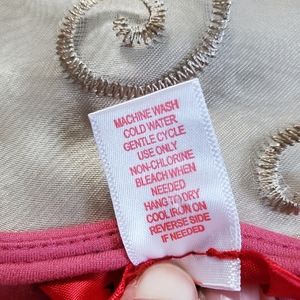 MACHINE WASH
COLD WATER
GENTLE CYCLE
USE ONLY
NON-CHLORINE
BLEACH WHEN
NEEDED
HANG TO DRY
COOL IRON ON
REVERSE SIDE
IF NEEDED